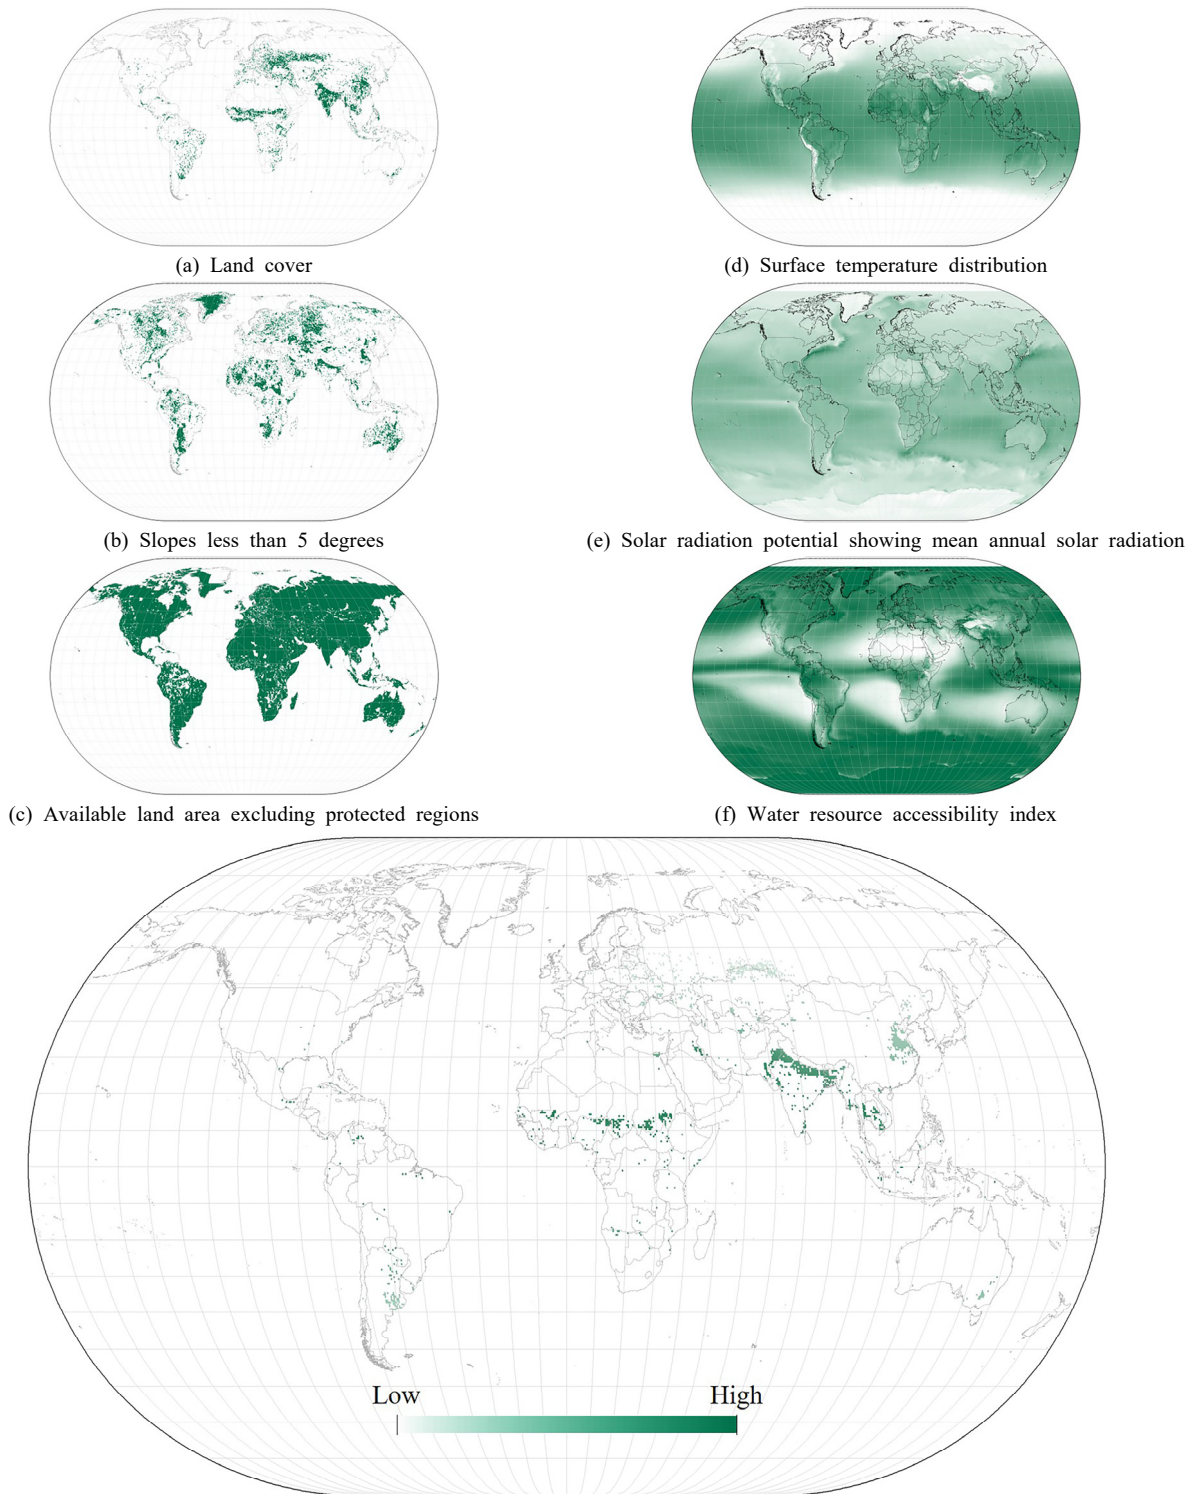 (a) Land cover
(d) Surface temperature distribution
(b) Slopes less than 5 degrees
(e) Solar radiation potential showing mean annual solar radiation
(c) Available land area excluding protected regions
(f) Water resource accessibility index
Low High